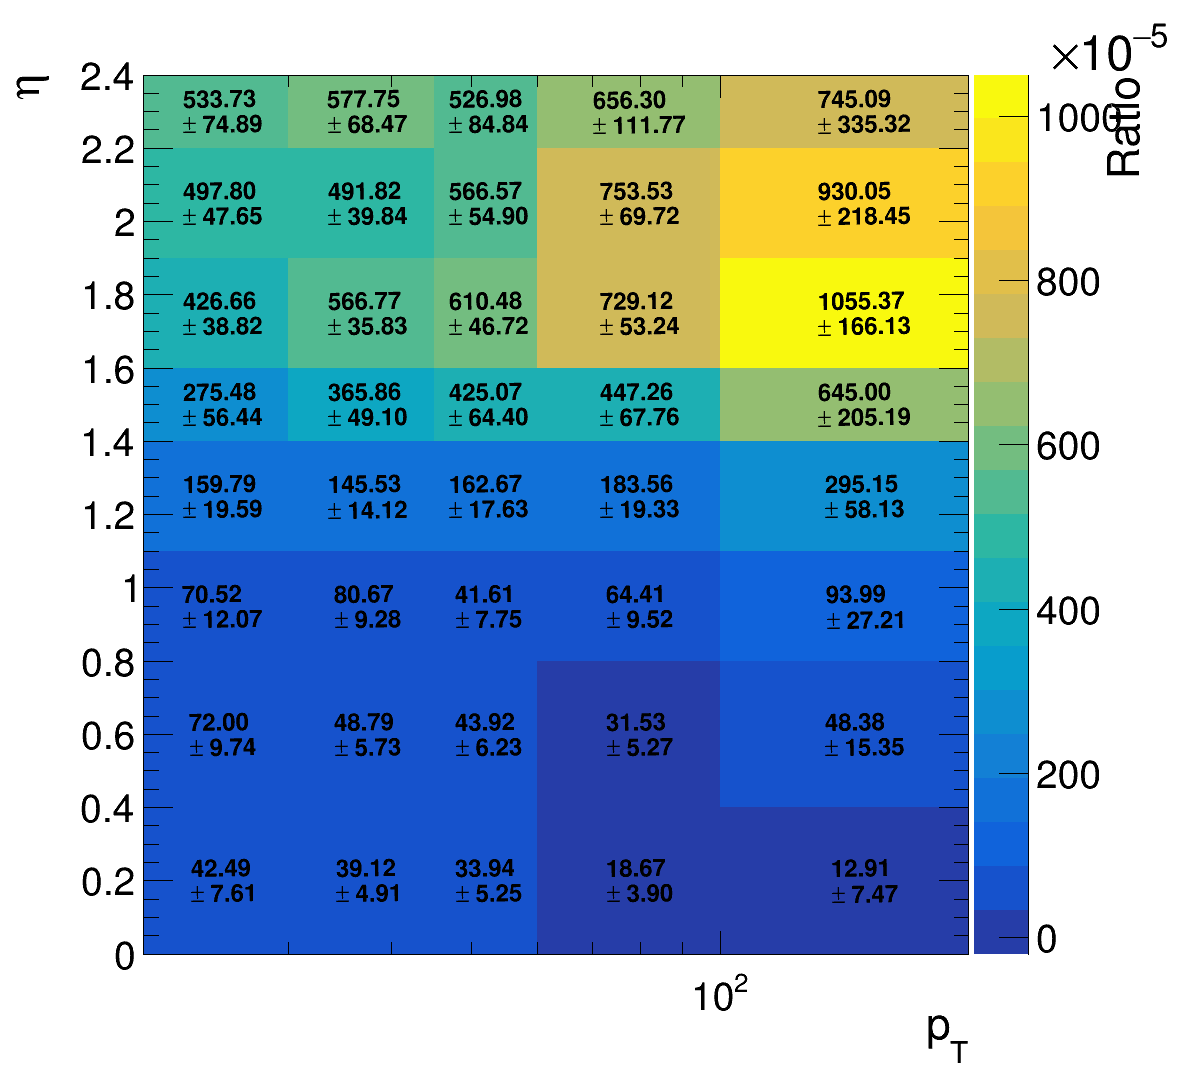 ×10⁻⁵
η
Ratio
2.4
2.2
2
1.8
1.6
1.4
1.2
1
0.8
0.6
0.4
0.2
0
533.73 577.75 526.98 656.30 745.09
± 74.89 ± 68.47 ± 84.84 ± 111.77 ± 335.32
497.80 491.82 566.57 753.53 930.05
± 47.65 ± 39.84 ± 54.90 ± 69.72 ± 218.45
426.66 566.77 610.48 729.12 1055.37
± 38.82 ± 35.83 ± 46.72 ± 53.24 ± 166.13
275.48 365.86 425.07 447.26 645.00
± 56.44 ± 49.10 ± 64.40 ± 67.76 ± 205.19
159.79 145.53 162.67 183.56 295.15
± 19.59 ± 14.12 ± 17.63 ± 19.33 ± 58.13
70.52 80.67 41.61 64.41 93.99
± 12.07 ± 9.28 ± 7.75 ± 9.52 ± 27.21
72.00 48.79 43.92 31.53 48.38
± 9.74 ± 5.73 ± 6.23 ± 5.27 ± 15.35
42.49 39.12 33.94 18.67 12.91
± 7.61 ± 4.91 ± 5.25 ± 3.90 ± 7.47
1000
800
600
400
200
0
10²
p_T